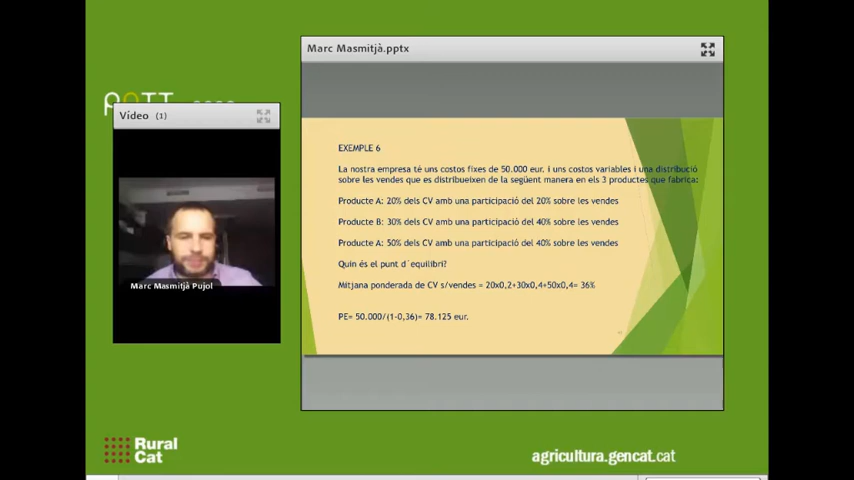 Marc Masmitjà.pptx
Vídeo (1)
EXEMPLE 6
La nostra empresa té uns costos fixes de 50.000 eur. i uns costos variables i una distribució
sobre les vendes que es distribueixen de la següent manera en els 3 productes que fabrica:
Producte A: 20% dels CV amb una participació del 20% sobre les vendes
Producte B: 30% dels CV amb una participació del 40% sobre les vendes
Producte A: 50% dels CV amb una participació del 40% sobre les vendes
Quin és el punt d´equilibri?
Mitjana ponderada de CV s/vendes = 20x0,2+30x0,4+50x0,4= 36%
PE= 50.000/(1-0,36)= 78.125 eur.
Marc Masmitjà Pujol
Rural
Cat
agricultura.gencat.cat